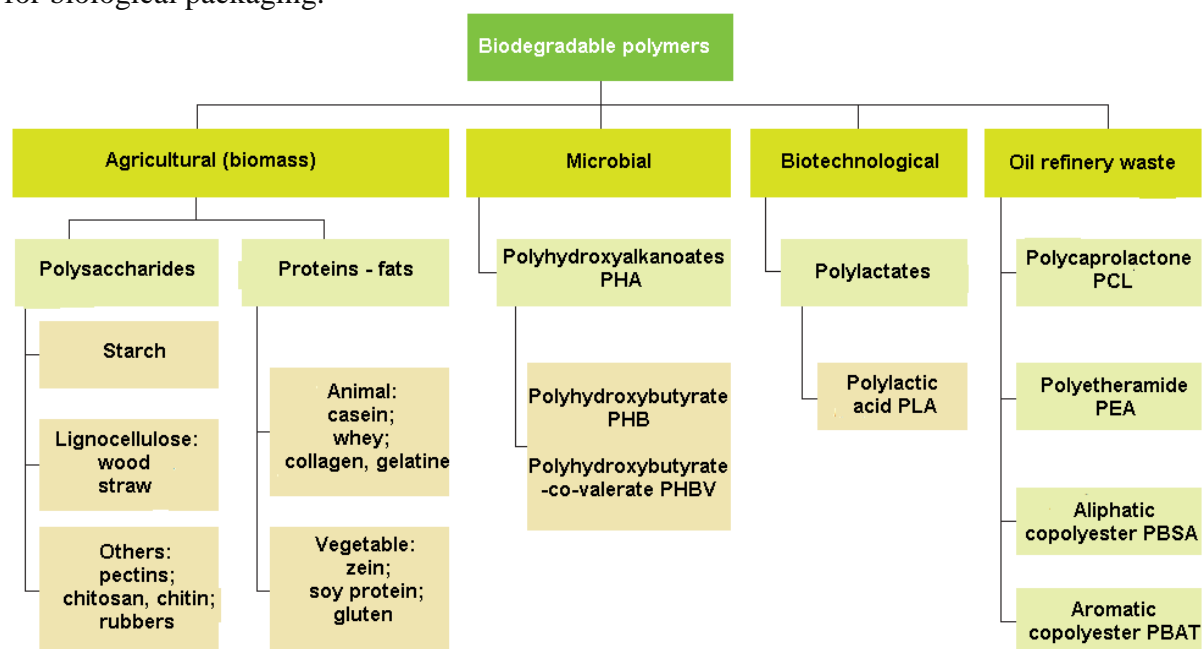 for biological packaging.
Biodegradable polymers
Agricultural (biomass)
Microbial
Biotechnological
Oil refinery waste
Polysaccharides
Proteins - fats
Polyhydroxyalkanoates
PHA
Polylactates
Polycaprolactone
PCL
Starch
Lignocellulose:
wood
straw
Others:
pectins;
chitosan, chitin;
rubbers
Animal:
casein;
whey;
collagen, gelatine
Vegetable:
zein;
soy protein;
gluten
Polyhydroxybutyrate
PHB
Polyhydroxybutyrate
-co-valerate PHBV
Polylactic
acid PLA
Polyetheramide
PEA
Aliphatic
copolyester PBSA
Aromatic
copolyester PBAT